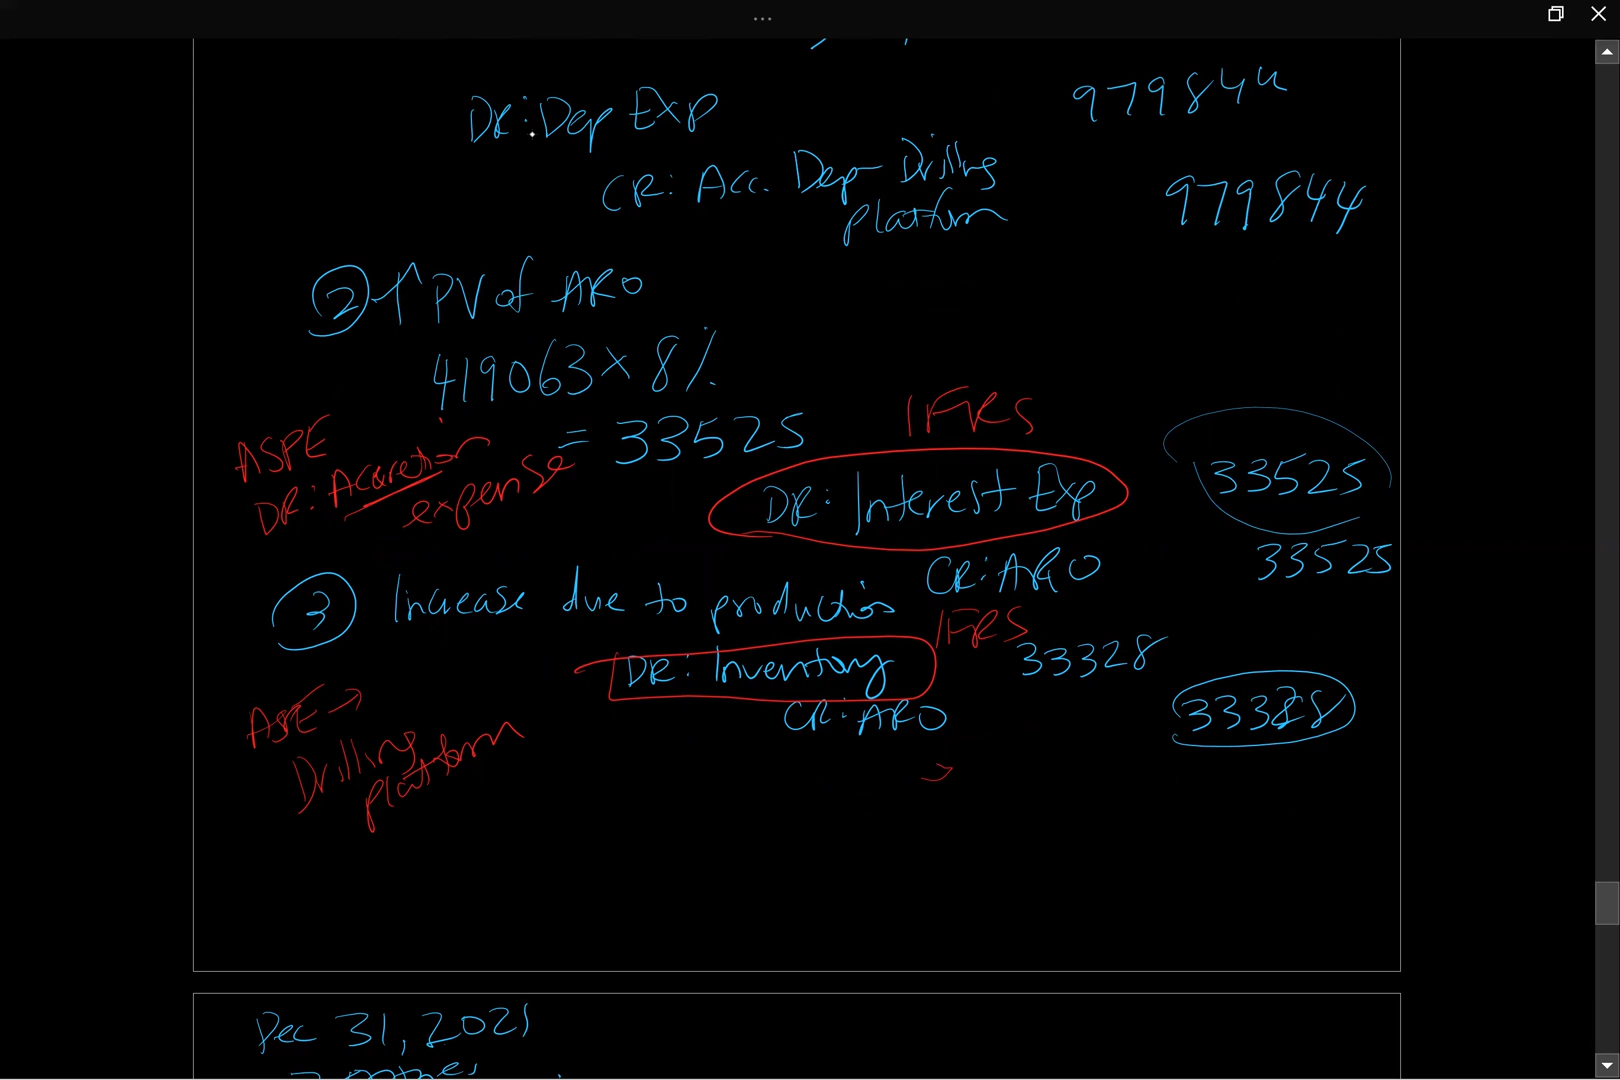 DR: Dep Exp 979844
CR: Acc. Dep - Drilling platform 979844
② ↑ PV of ARO
419063 × 8%
= 33525
ASPE
DR: Accretion expense
IFRS
DR: Interest Exp 33525
CR: ARO 33525
③ Increase due to production
IFRS
DR: Inventory 33328
CR: ARO 33328
ASPE →
Drilling platform
Dec 31, 2021